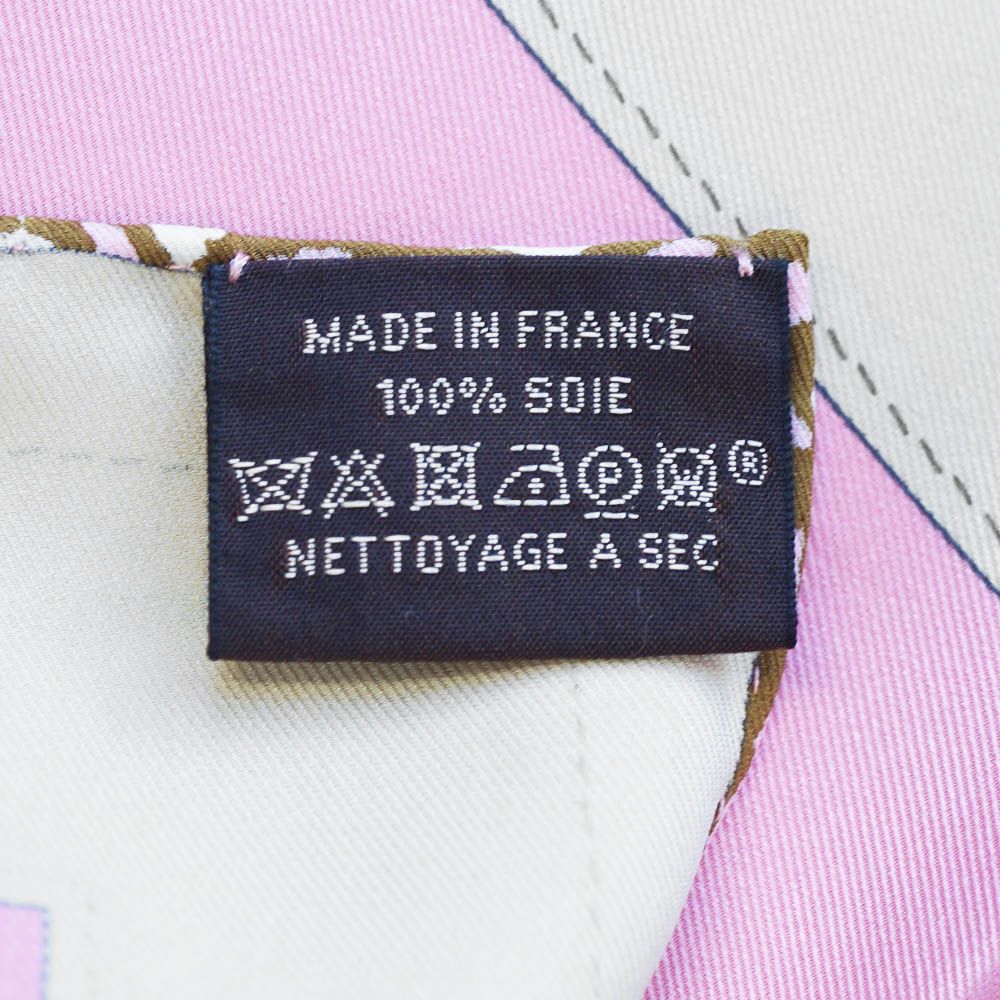 MADE IN FRANCE
100% SOIE
P W ®
NETTOYAGE A SEC